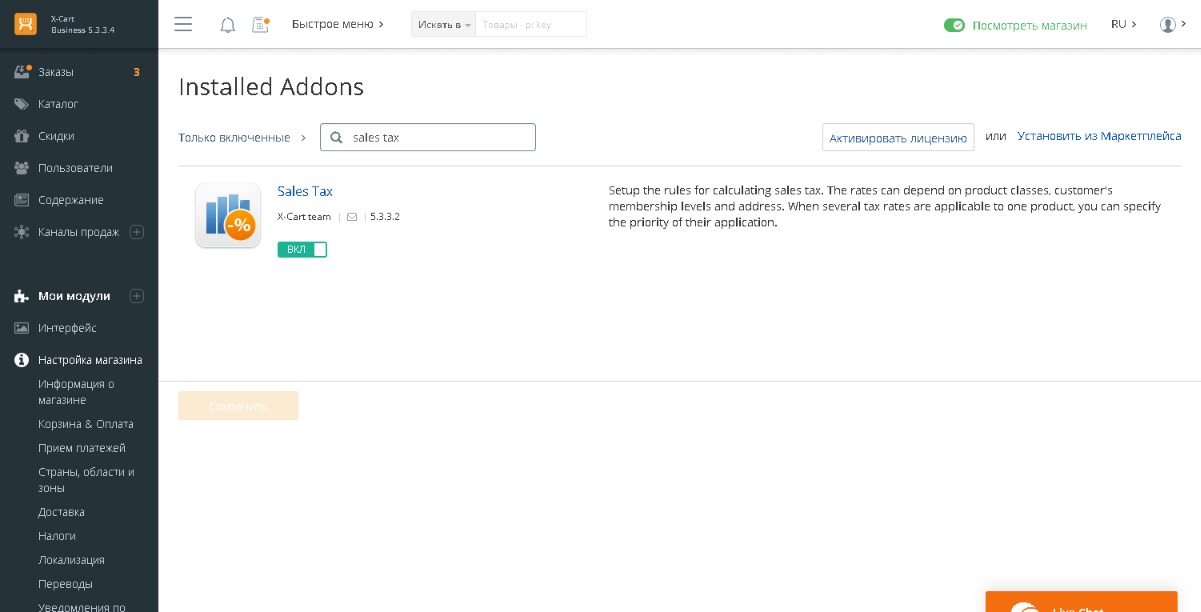 X-Cart
Business 5.3.3.4
Быстрое меню
Искать в
Товары - pr key
Посмотреть магазин
RU
Заказы
3
Каталог
Скидки
Пользователи
Содержание
Каналы продаж
Мои модули
Интерфейс
Настройка магазина
Информация о
магазине
Корзина & Оплата
Прием платежей
Страны, области и
зоны
Доставка
Налоги
Локализация
Переводы
Уведомления по
Installed Addons
Только включенные
sales tax
Активировать лицензию
или
Установить из Маркетплейса
-%
Sales Tax
X-Cart team
5.3.3.2
ВКЛ
Setup the rules for calculating sales tax. The rates can depend on product classes, customer's
membership levels and address. When several tax rates are applicable to one product, you can specify
the priority of their application.
Сохранить
Live Chat